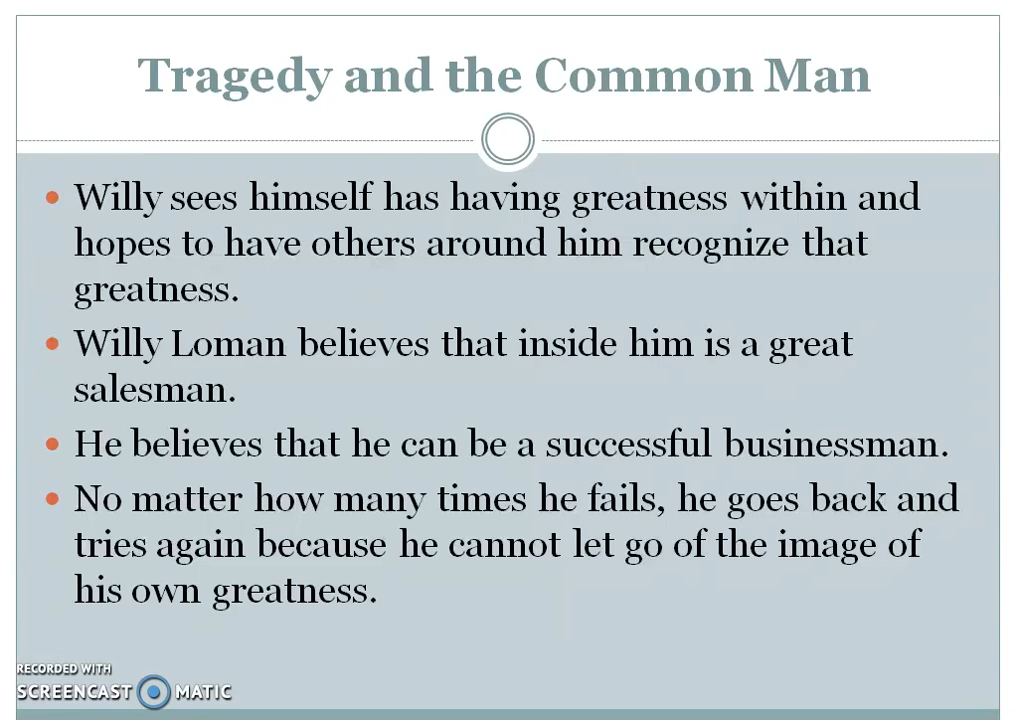 Tragedy and the Common Man
• Willy sees himself has having greatness within and
hopes to have others around him recognize that
greatness.
• Willy Loman believes that inside him is a great
salesman.
• He believes that he can be a successful businessman.
• No matter how many times he fails, he goes back and
tries again because he cannot let go of the image of
his own greatness.
RECORDED WITH
SCREENCAST MATIC